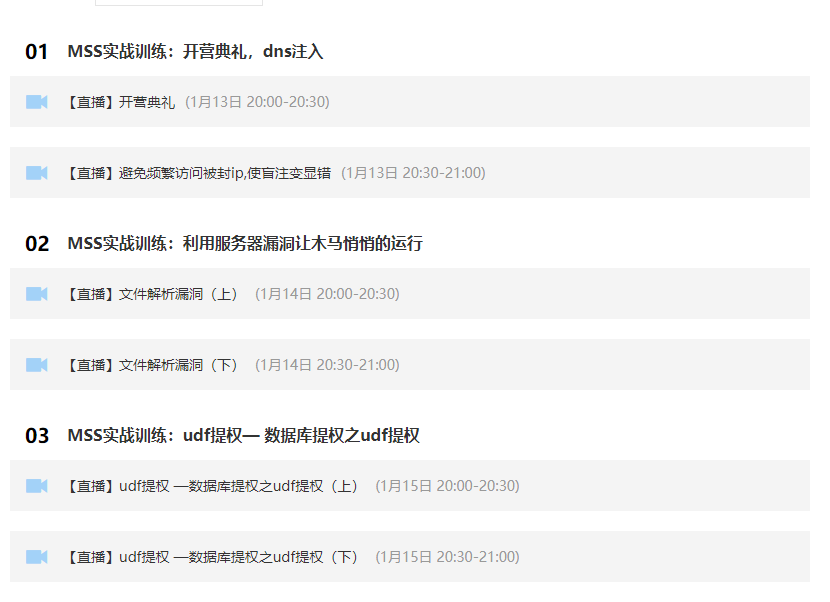 01 MSS实战训练：开营典礼，dns注入
【直播】开营典礼 (1月13日 20:00-20:30)
【直播】避免频繁访问被封ip,使盲注变显错 (1月13日 20:30-21:00)
02 MSS实战训练：利用服务器漏洞让木马悄悄的运行
【直播】文件解析漏洞（上） (1月14日 20:00-20:30)
【直播】文件解析漏洞（下） (1月14日 20:30-21:00)
03 MSS实战训练：udf提权— 数据库提权之udf提权
【直播】udf提权 —数据库提权之udf提权（上） (1月15日 20:00-20:30)
【直播】udf提权 —数据库提权之udf提权（下） (1月15日 20:30-21:00)